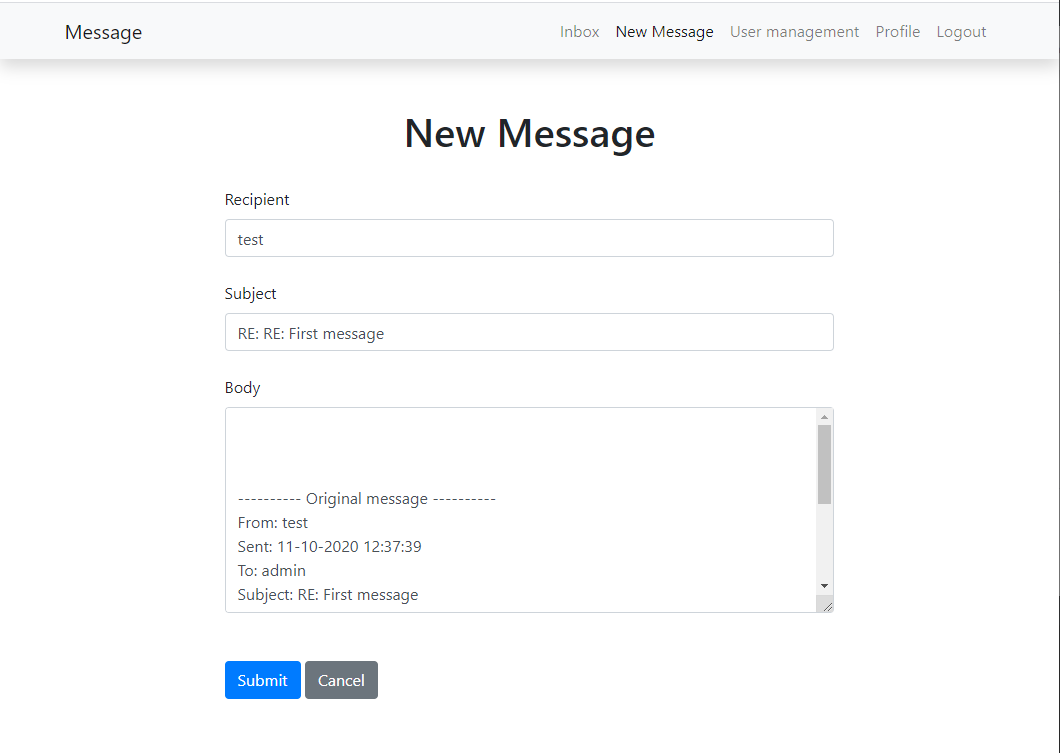 Message
Inbox New Message User management Profile Logout
New Message
Recipient
test
Subject
RE: RE: First message
Body
---------- Original message ----------
From: test
Sent: 11-10-2020 12:37:39
To: admin
Subject: RE: First message
Submit Cancel